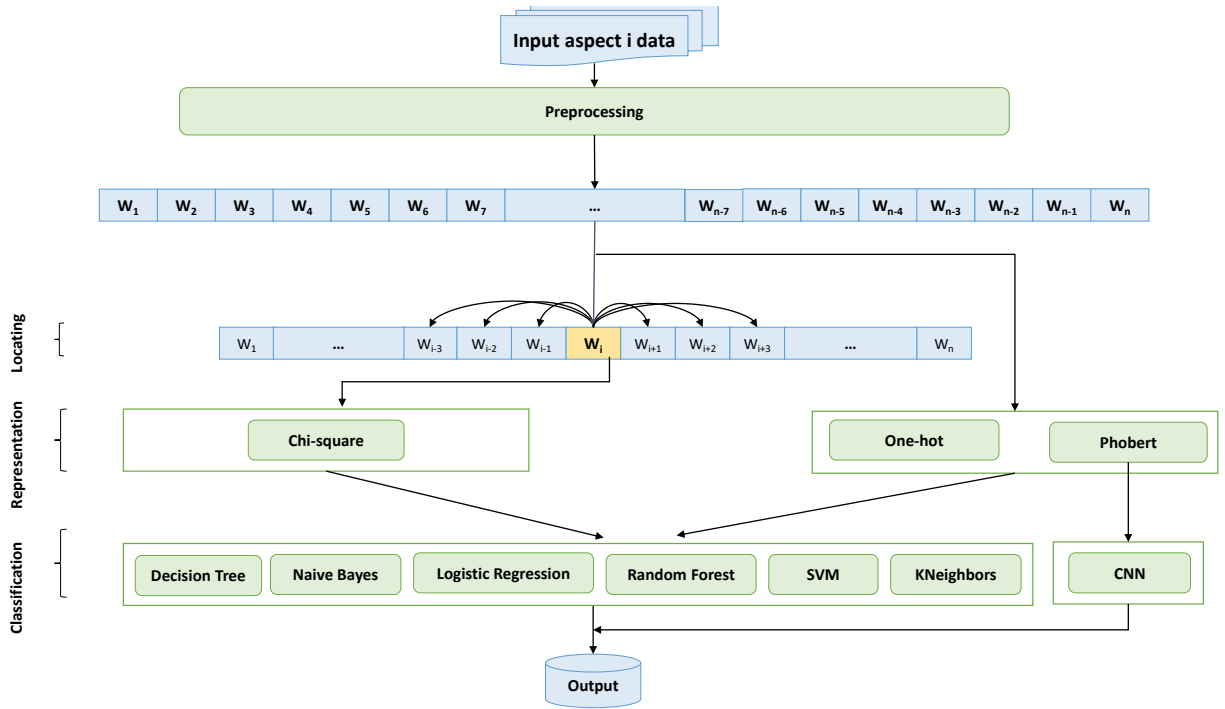 Input aspect i data
Preprocessing
W1 W2 W3 W4 W5 W6 W7 ... Wn-7 Wn-6 Wn-5 Wn-4 Wn-3 Wn-2 Wn-1 Wn
Locating
W1 ... Wi-3 Wi-2 Wi-1 Wi Wi+1 Wi+2 Wi+3 ... Wn
Representation
Chi-square One-hot Phobert
Classification
Decision Tree Naive Bayes Logistic Regression Random Forest SVM KNeighbors CNN
Output